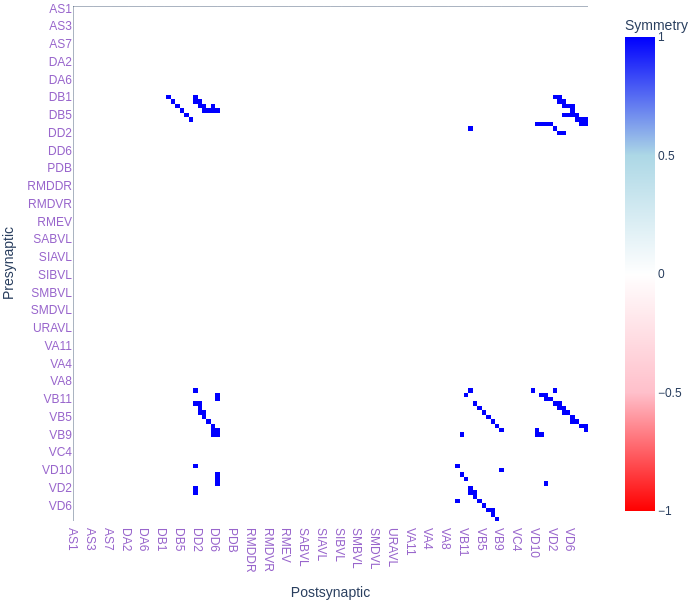 Symmetry
1
0.5
0
−0.5
−1
Presynaptic
AS1
AS3
AS7
DA2
DA6
DB1
DB5
DD2
DD6
PDB
RMDDR
RMDVR
RMEV
SABVL
SIAVL
SIBVL
SMBVL
SMDVL
URAVL
VA11
VA4
VA8
VB11
VB5
VB9
VC4
VD10
VD2
VD6
AS1
AS3
AS7
DA2
DA6
DB1
DB5
DD2
DD6
PDB
RMDDR
RMDVR
RMEV
SABVL
SIAVL
SIBVL
SMBVL
SMDVL
URAVL
VA11
VA4
VA8
VB11
VB5
VB9
VC4
VD10
VD2
VD6
Postsynaptic